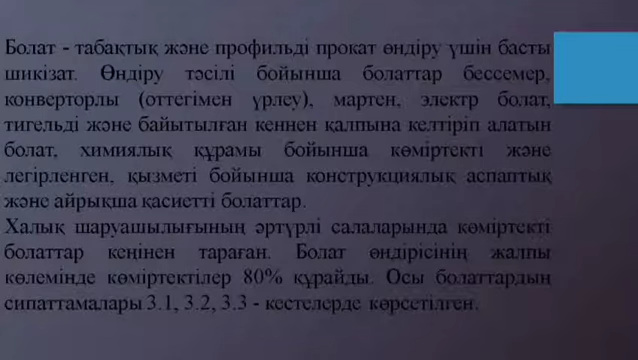 Болат - табақтық және профильді прокат өндіру үшін басты
шикізат. Өндіру тәсілі бойынша болаттар бессемер,
конверторлы (оттегімен үрлеу), мартен, электр болат,
тигельді және байытылған кеннен қалпына келтіріп алатын
болат, химиялық құрамы бойынша көміртекті және
легірленген, қызметі бойынша конструкциялық аспаптық
және айрықша қасиетті болаттар.
Халық шаруашылығының әртүрлі салаларында көміртекті
болаттар кеңінен тараған. Болат өндірісінің жалпы
көлемінде көміртектілер 80% құрайды. Осы болаттардың
сипаттамалары 3.1, 3.2, 3.3 - кестелерде көрсетілген.